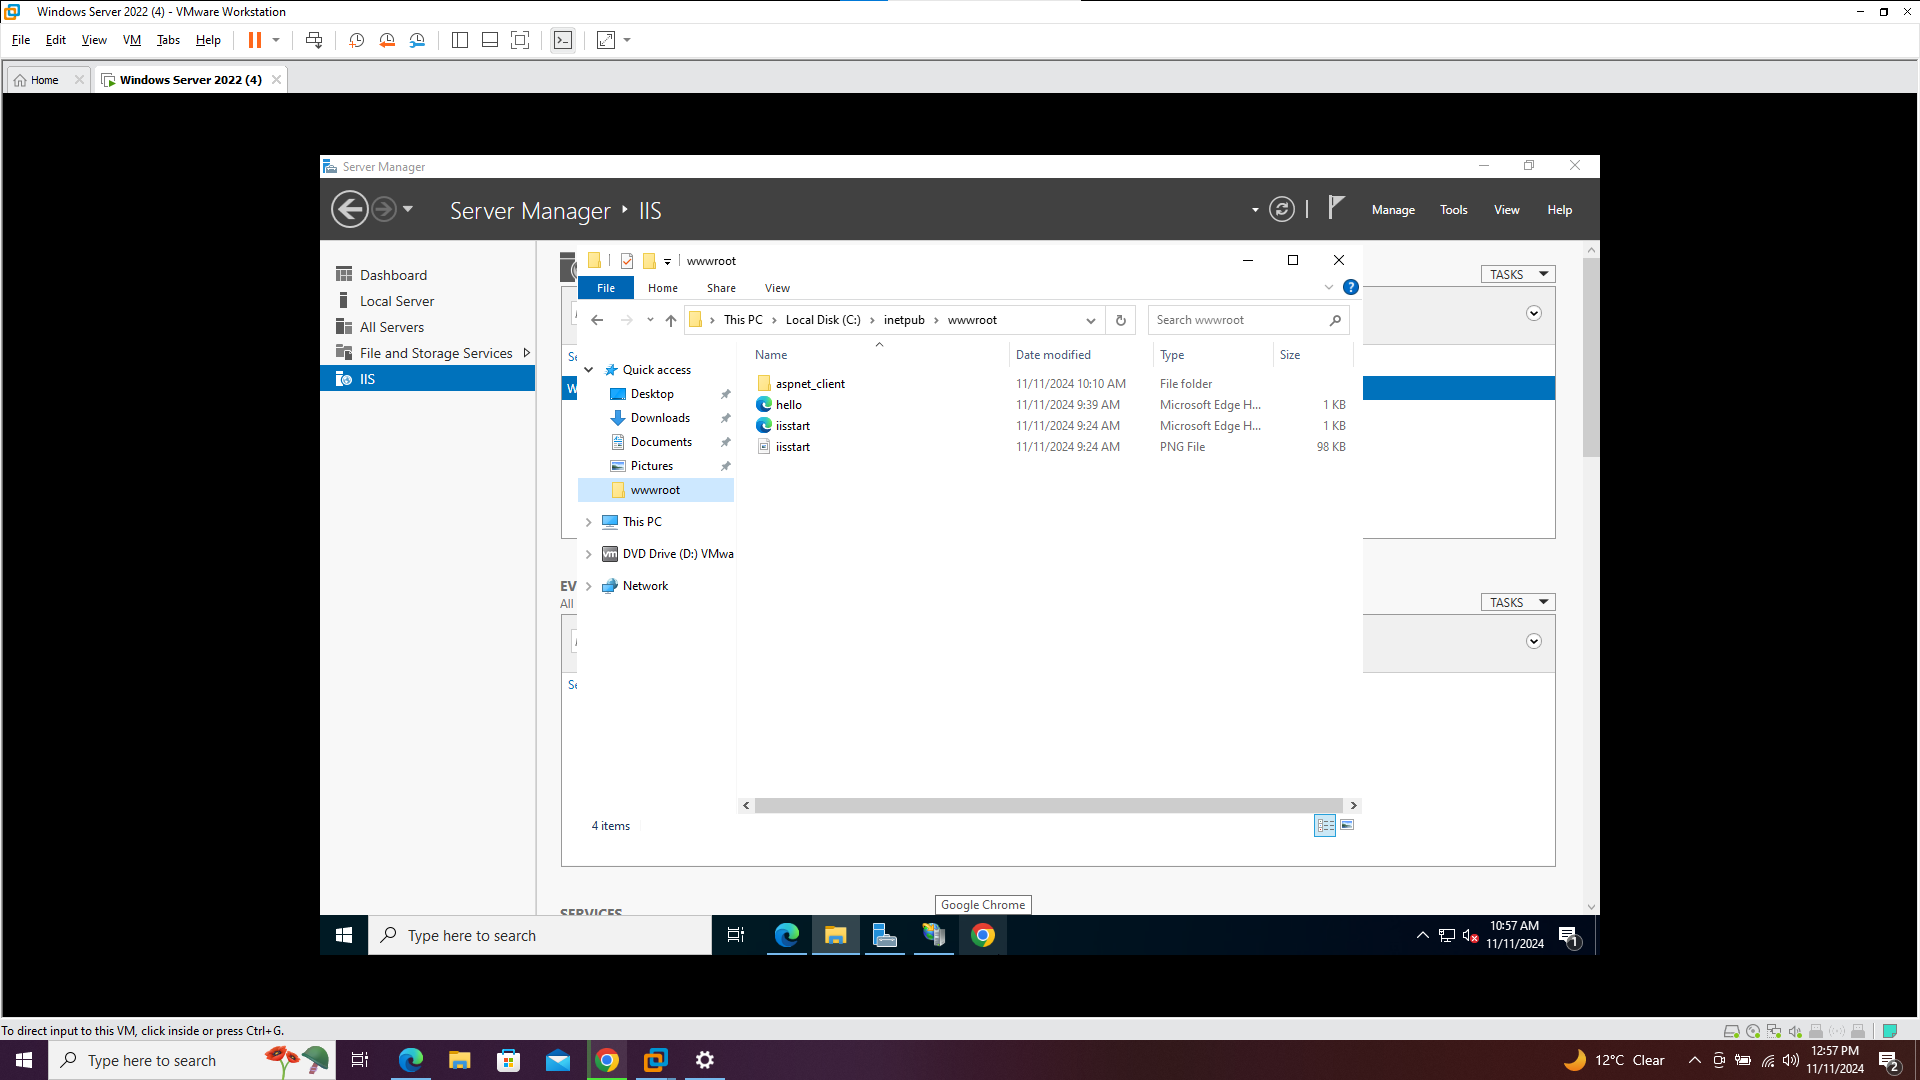 Windows Server 2022 (4) - VMware Workstation
File Edit View VM Tabs Help
Home Windows Server 2022 (4)
Server Manager
Server Manager IIS
Manage Tools View Help
Dashboard
Local Server
All Servers
File and Storage Services
IIS
TASKS
wwwroot
File Home Share View
This PC Local Disk (C:) inetpub wwwroot
Search wwwroot
Name Date modified Type Size
aspnet_client 11/11/2024 10:10 AM File folder
hello 11/11/2024 9:39 AM Microsoft Edge H... 1 KB
iisstart 11/11/2024 9:24 AM Microsoft Edge H... 1 KB
iisstart 11/11/2024 9:24 AM PNG File 98 KB
Quick access
Desktop
Downloads
Documents
Pictures
wwwroot
This PC
DVD Drive (D:) VMwa
Network
4 items
Se
W
EV
All
TASKS
Se
SERVICES
Google Chrome
Type here to search
10:57 AM
11/11/2024
1
To direct input to this VM, click inside or press Ctrl+G.
Type here to search
12°C Clear
12:57 PM
11/11/2024
2